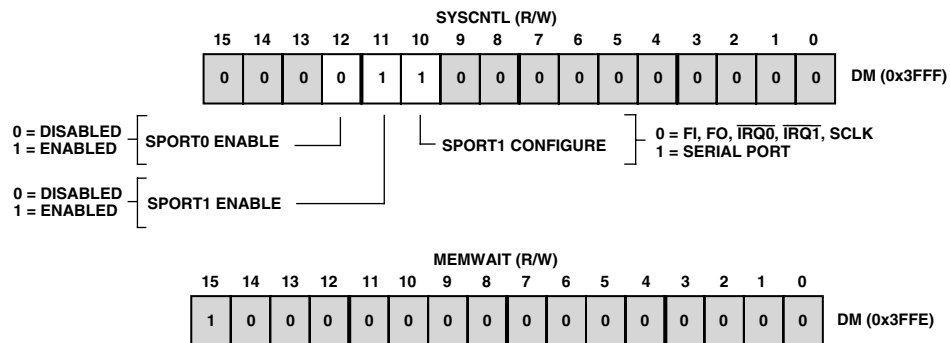 SYSCNTL (R/W)
15 14 13 12 11 10 9 8 7 6 5 4 3 2 1 0
0 0 0 0 1 1 0 0 0 0 0 0 0 0 0 0 DM (0x3FFF)
0 = DISABLED
1 = ENABLED
SPORT0 ENABLE
SPORT1 CONFIGURE
0 = FI, FO, I̅R̅Q̅0̅, I̅R̅Q̅1̅, SCLK
1 = SERIAL PORT
0 = DISABLED
1 = ENABLED
SPORT1 ENABLE
MEMWAIT (R/W)
15 14 13 12 11 10 9 8 7 6 5 4 3 2 1 0
1 0 0 0 0 0 0 0 0 0 0 0 0 0 0 0 DM (0x3FFE)